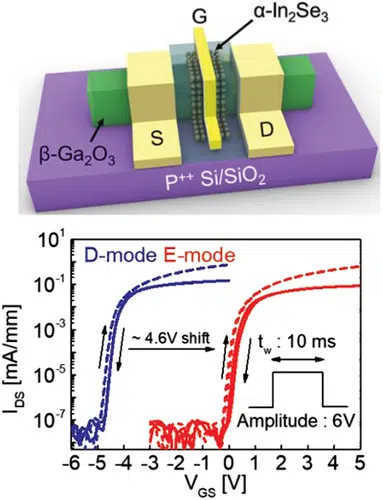 G
α-In2Se3
β-Ga2O3
S
D
P++ Si/SiO2
D-mode E-mode
~ 4.6V shift
tw : 10 ms
Amplitude : 6V
IDS [mA/mm]
10^1
10^-1
10^-3
10^-5
10^-7
-6 -5 -4 -3 -2 -1 0 1 2 3 4 5
VGS [V]